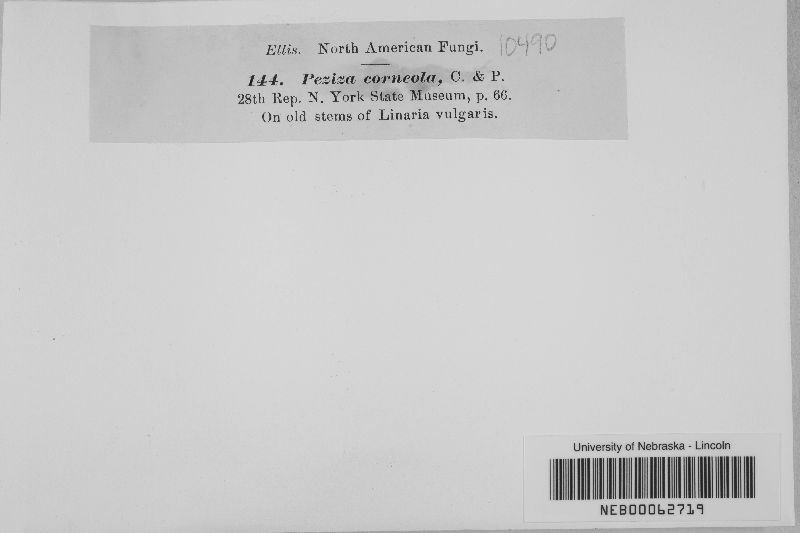 Ellis. North American Fungi. 10490
144. Peziza corneola, C. & P.
28th Rep. N. York State Museum, p. 66.
On old stems of Linaria vulgaris.
University of Nebraska - Lincoln
NEB00062719